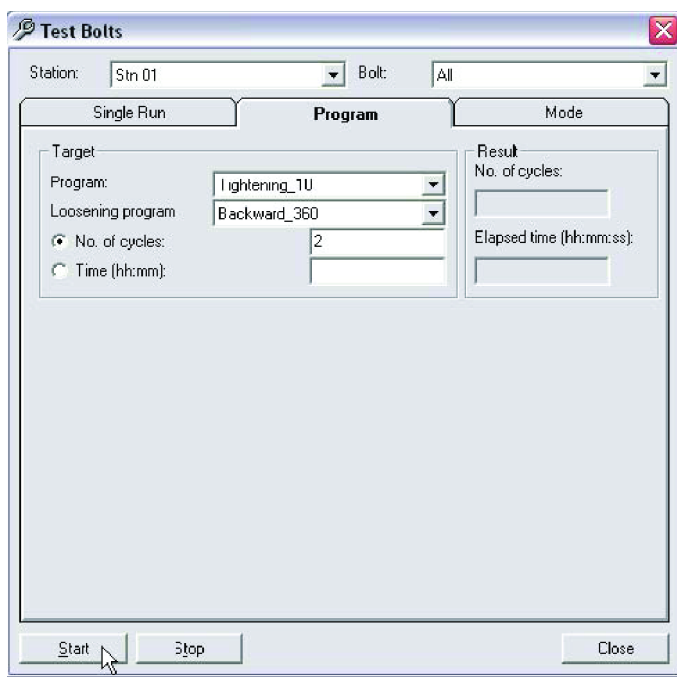 Test Bolts
Station: Stn 01 Bolt: All
Single Run Program Mode
Target Result
Program: Tightening_10 No. of cycles:
Loosening program Backward_360
No. of cycles: 2 Elapsed time (hh:mm:ss):
Time (hh:mm):
Start Stop Close